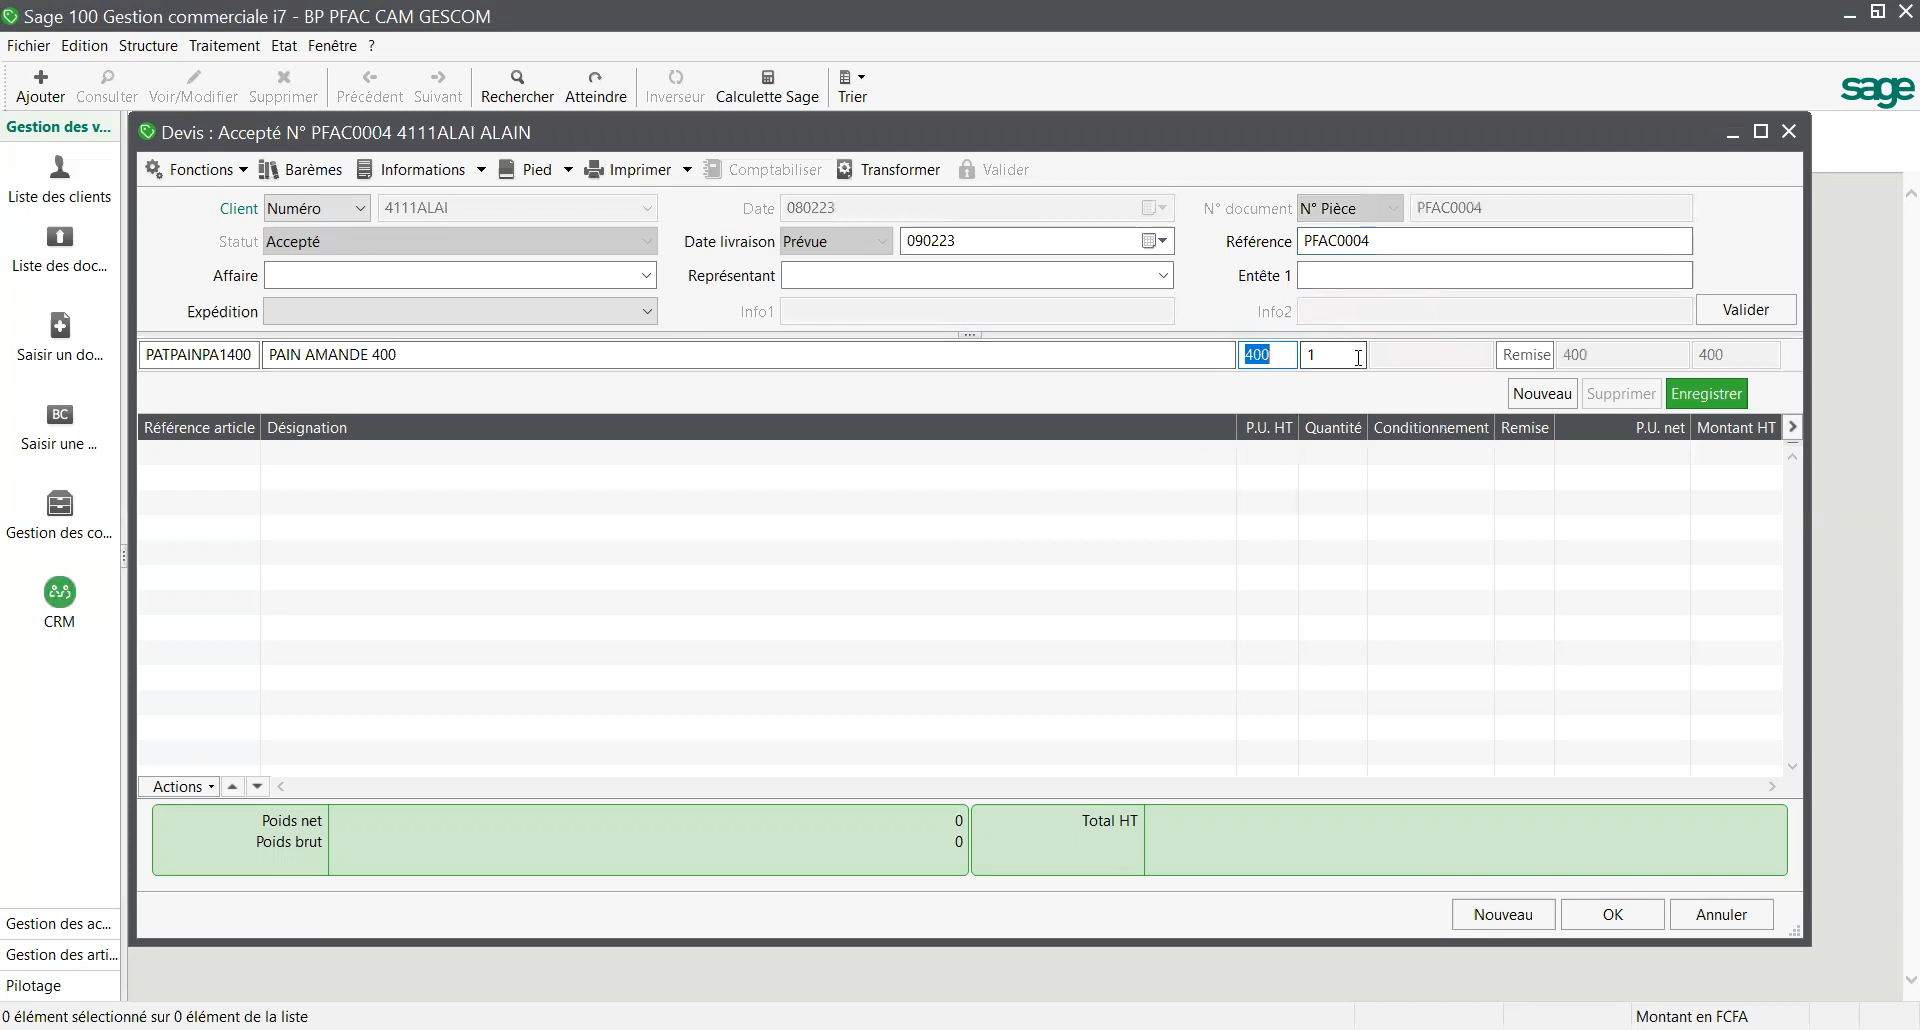 Sage 100 Gestion commerciale i7 - BP PFAC CAM GESCOM
Fichier Edition Structure Traitement Etat Fenêtre ?
Ajouter Consulter Voir/Modifier Supprimer Précédent Suivant Rechercher Atteindre Inverseur Calculette Sage Trier
sage
Gestion des v...
Liste des clients
Liste des doc...
Saisir un do...
BC
Saisir une ...
Gestion des co...
CRM
Gestion des ac...
Gestion des arti...
Pilotage
Devis : Accepté N° PFAC0004 4111ALAI ALAIN
Fonctions Barèmes Informations Pied Imprimer Comptabiliser Transformer Valider
Client Numéro 4111ALAI Date 080223 N° document N° Pièce PFAC0004
Statut Accepté Date livraison Prévue 090223 Référence PFAC0004
Affaire Représentant Entête 1
Expédition Info1 Info2 Valider
PATPAINPA1400 PAIN AMANDE 400 400 1 Remise 400 400
Nouveau Supprimer Enregistrer
Référence article Désignation P.U. HT Quantité Conditionnement Remise P.U. net Montant HT
Actions
Poids net 0 Total HT
Poids brut 0
Nouveau OK Annuler
0 élément sélectionné sur 0 élément de la liste Montant en FCFA